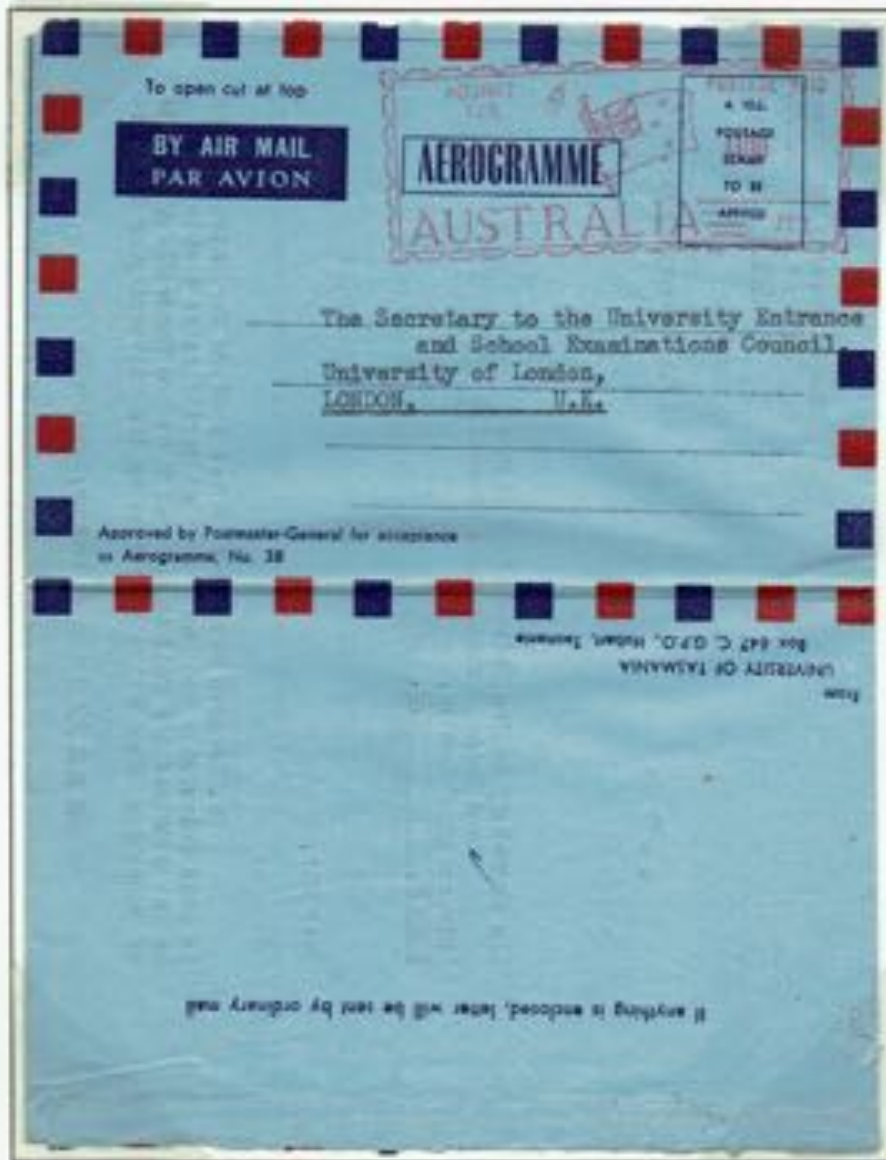 To open cut at top
BY AIR MAIL
PAR AVION
AEROGRAMME
POSTAGE
TO BE
AUSTRALIA
The Secretary to the University Entrance
and School Examinations Council,
University of London,
LONDON. U.K.
Approved by Postmaster-General for acceptance
as Aerogramme, No. 38
From
UNIVERSITY OF TASMANIA
Box 647 C, G.P.O., Hobart, Tasmania
If anything is enclosed, letter will be sent by ordinary mail